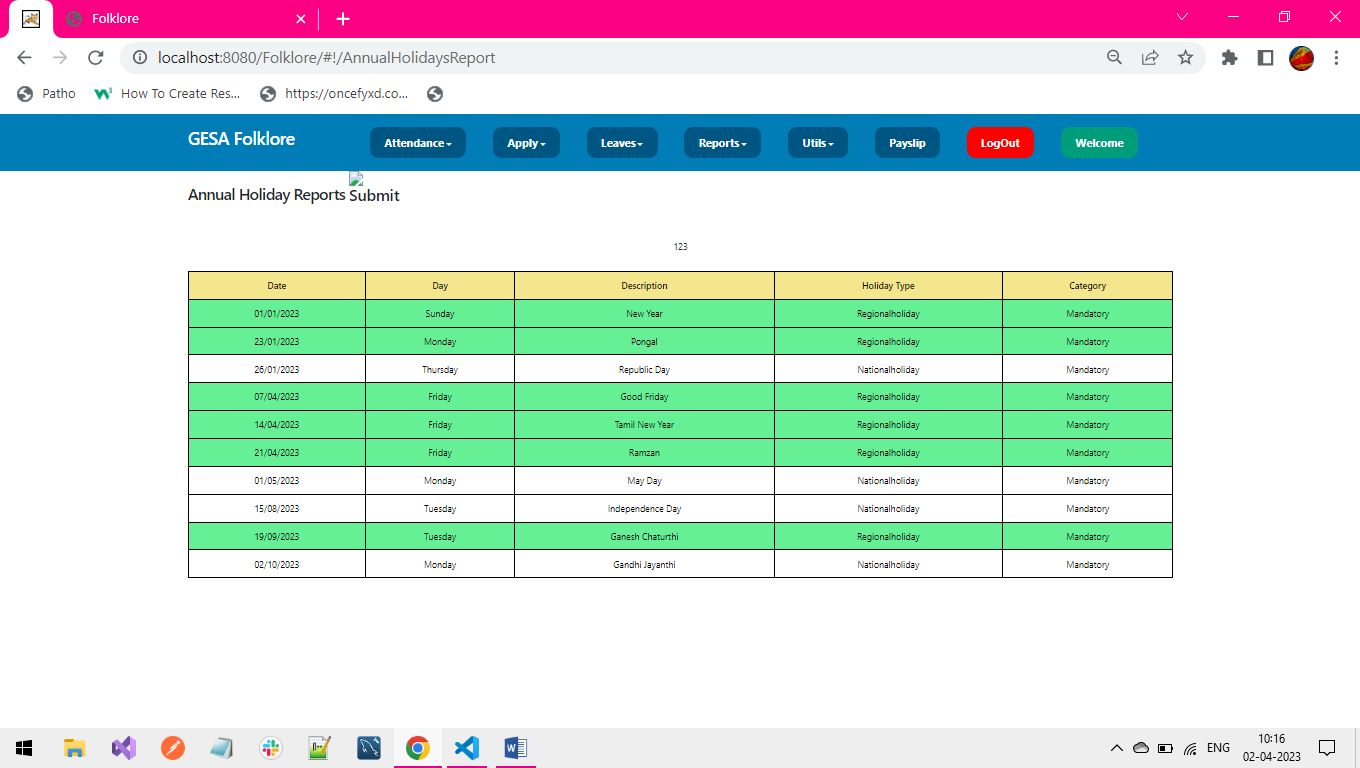 Folklore
localhost:8080/Folklore/#!/AnnualHolidaysReport
Patho How To Create Res... https://oncefyxd.co...
GESA Folklore Attendance Apply Leaves Reports Utils Payslip LogOut Welcome
Annual Holiday Reports Submit
123
Date Day Description Holiday Type Category
01/01/2023 Sunday New Year Regionalholiday Mandatory
23/01/2023 Monday Pongal Regionalholiday Mandatory
26/01/2023 Thursday Republic Day Nationalholiday Mandatory
07/04/2023 Friday Good Friday Regionalholiday Mandatory
14/04/2023 Friday Tamil New Year Regionalholiday Mandatory
21/04/2023 Friday Ramzan Regionalholiday Mandatory
01/05/2023 Monday May Day Nationalholiday Mandatory
15/08/2023 Tuesday Independence Day Nationalholiday Mandatory
19/09/2023 Tuesday Ganesh Chaturthi Regionalholiday Mandatory
02/10/2023 Monday Gandhi Jayanthi Nationalholiday Mandatory
ENG 10:16
02-04-2023